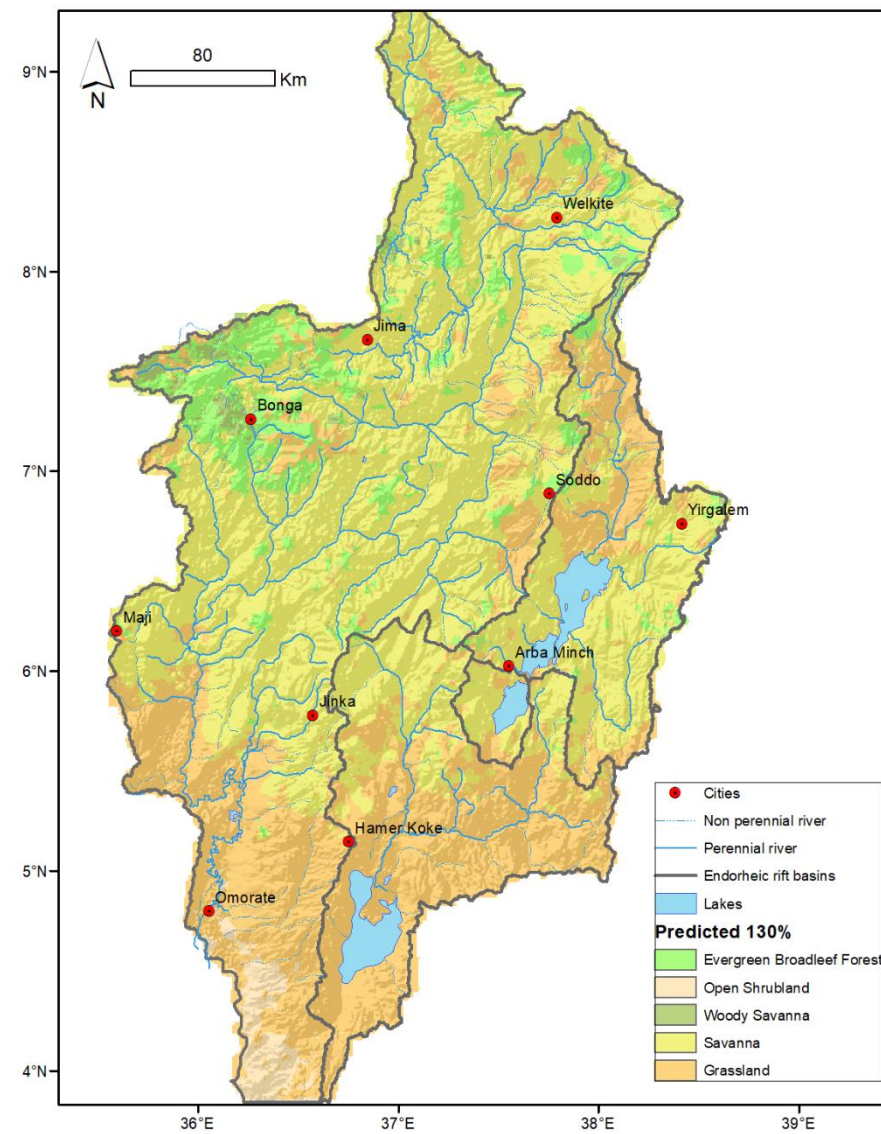 80
Km
N
9°N
8°N
7°N
6°N
5°N
4°N
36°E
37°E
38°E
39°E
Welkite
Jima
Bonga
Soddo
Yirgalem
Maji
Arba Minch
Jinka
Hamer Koke
Omorate
Cities
Non perennial river
Perennial river
Endorheic rift basins
Lakes
Predicted 130%
Evergreen Broadleef Forest
Open Shrubland
Woody Savanna
Savanna
Grassland